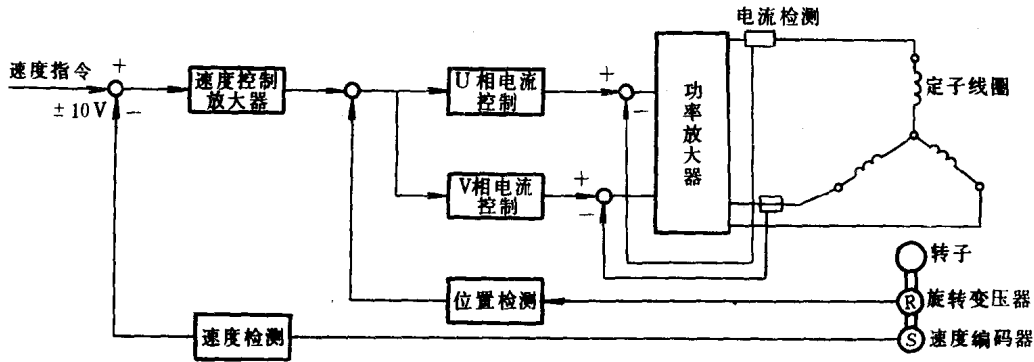 电流检测
速度指令
+
±10V
−
速度控制
放大器
U相电流
控制
+
−
功率放大器
定子线圈
V相电流
控制
+
−
转子
位置检测
R
旋转变压器
速度检测
S
速度编码器